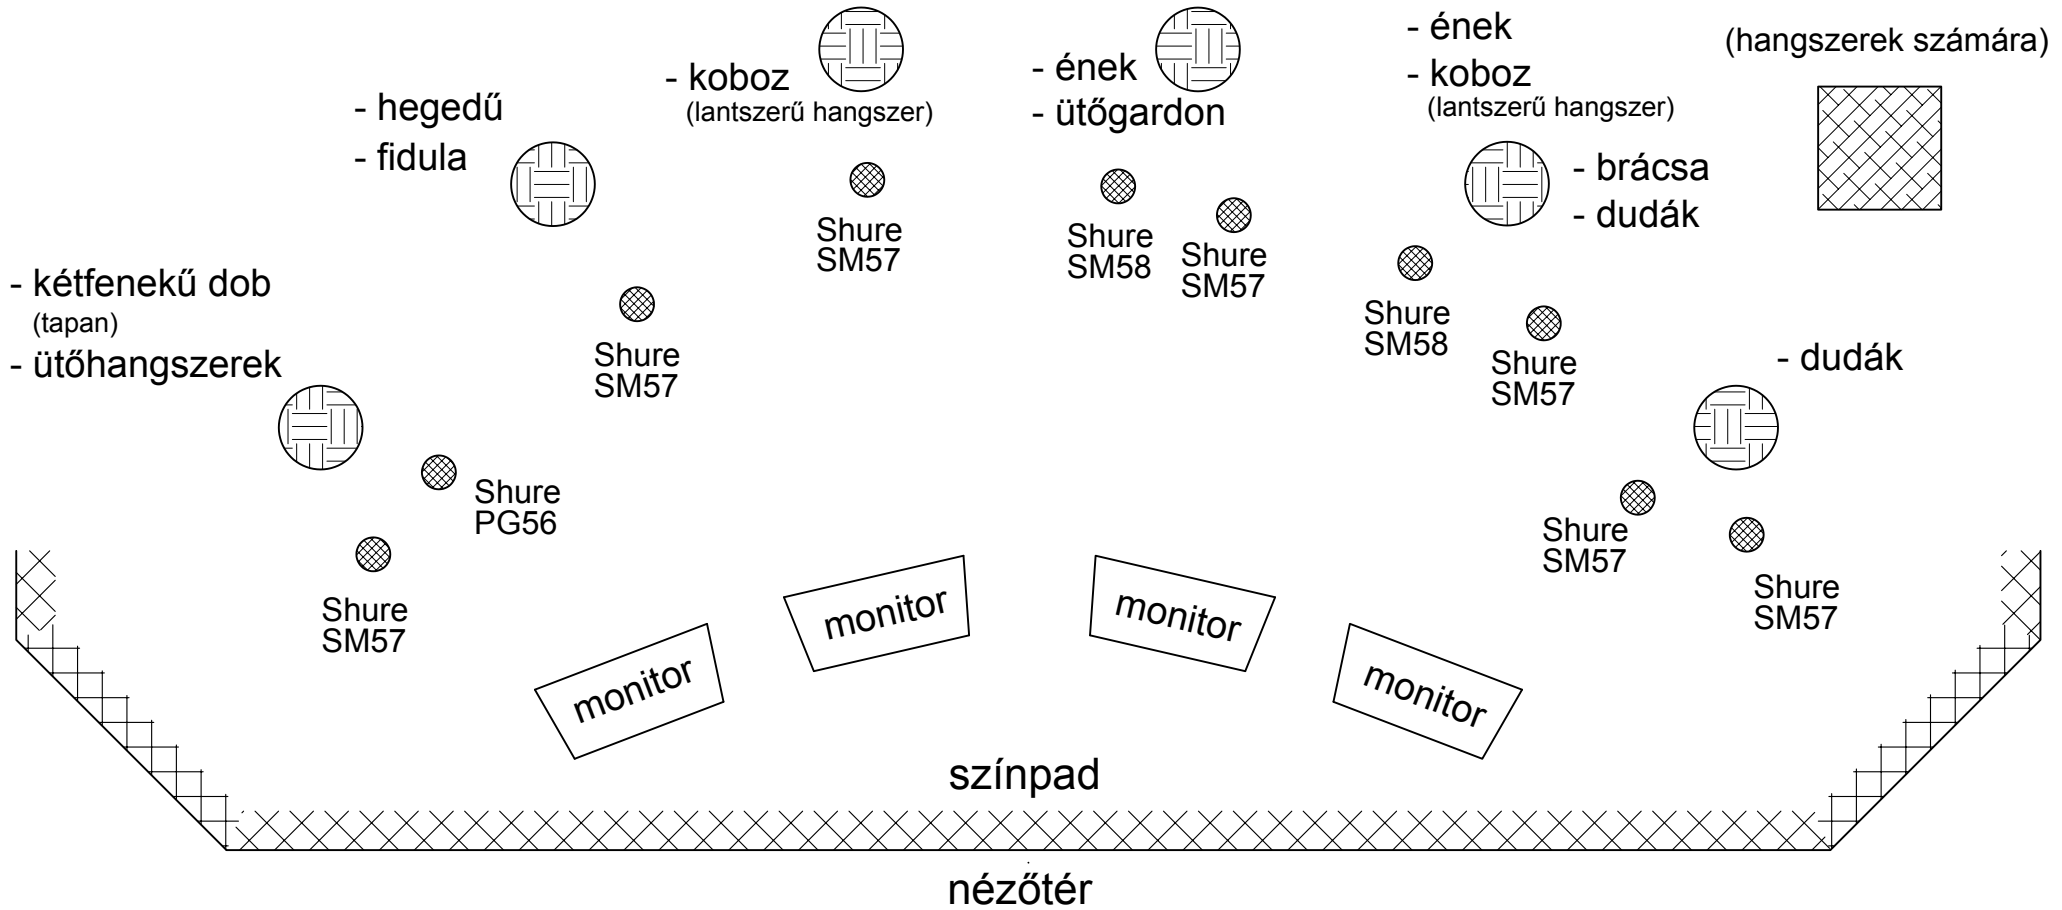 - kétfenekű dob
(tapan)
- ütőhangszerek
- hegedű
- fidula
- koboz
(lantszerű hangszer)
- ének
- ütőgardon
- ének
- koboz
(lantszerű hangszer)
- brácsa
- dudák
(hangszerek számára)
- dudák
Shure
SM57
Shure
PG56
Shure
SM57
Shure
SM57
Shure
SM58
Shure
SM57
Shure
SM58
Shure
SM57
Shure
SM57
Shure
SM57
monitor
monitor
monitor
monitor
színpad
nézőtér